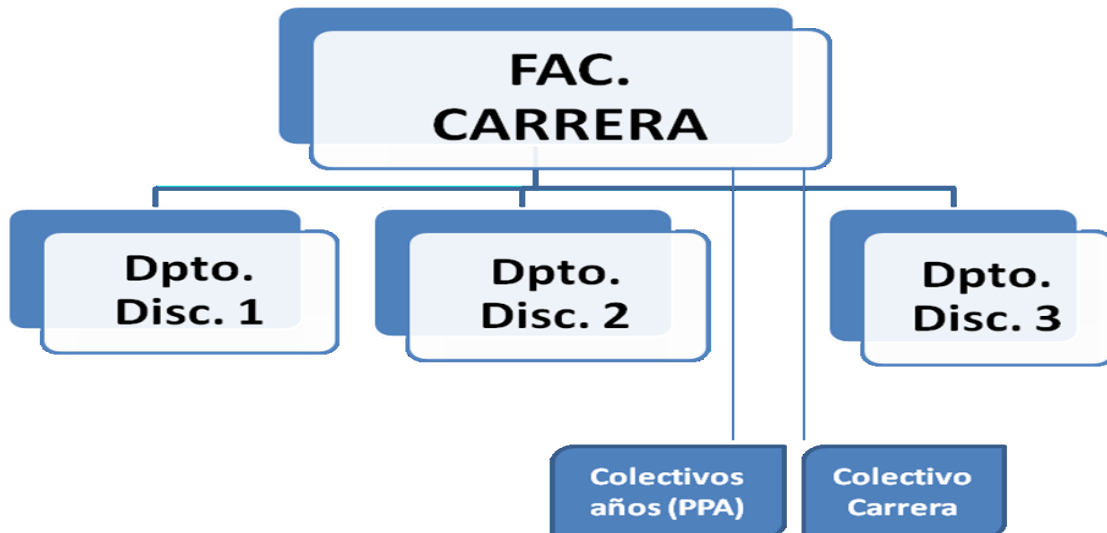 FAC.
CARRERA
Dpto.
Disc. 1
Dpto.
Disc. 2
Dpto.
Disc. 3
Colectivos
años (PPA)
Colectivo
Carrera